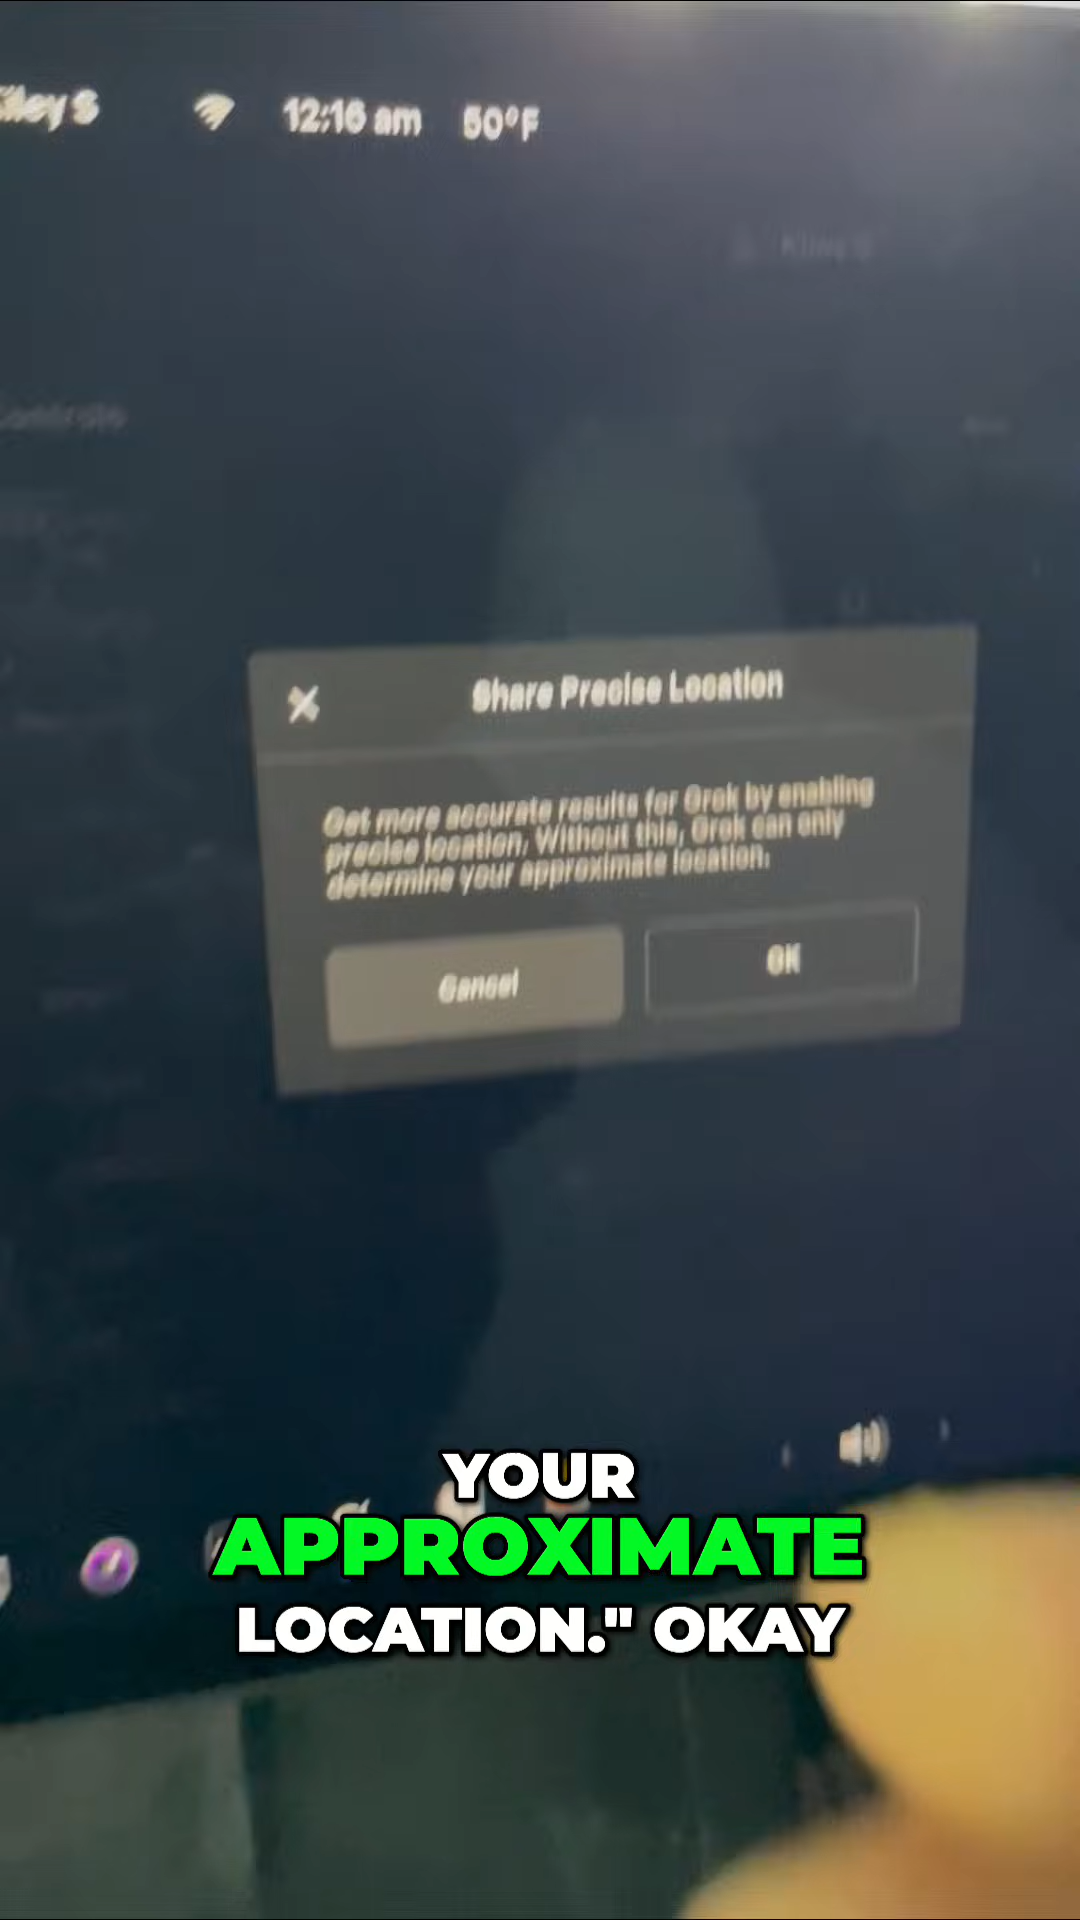 12:16 am 50°F
Share Precise Location
Get more accurate results for Grok by enabling
precise location. Without this, Grok can only
determine your approximate location.
Cancel OK
YOUR
APPROXIMATE
LOCATION." OKAY